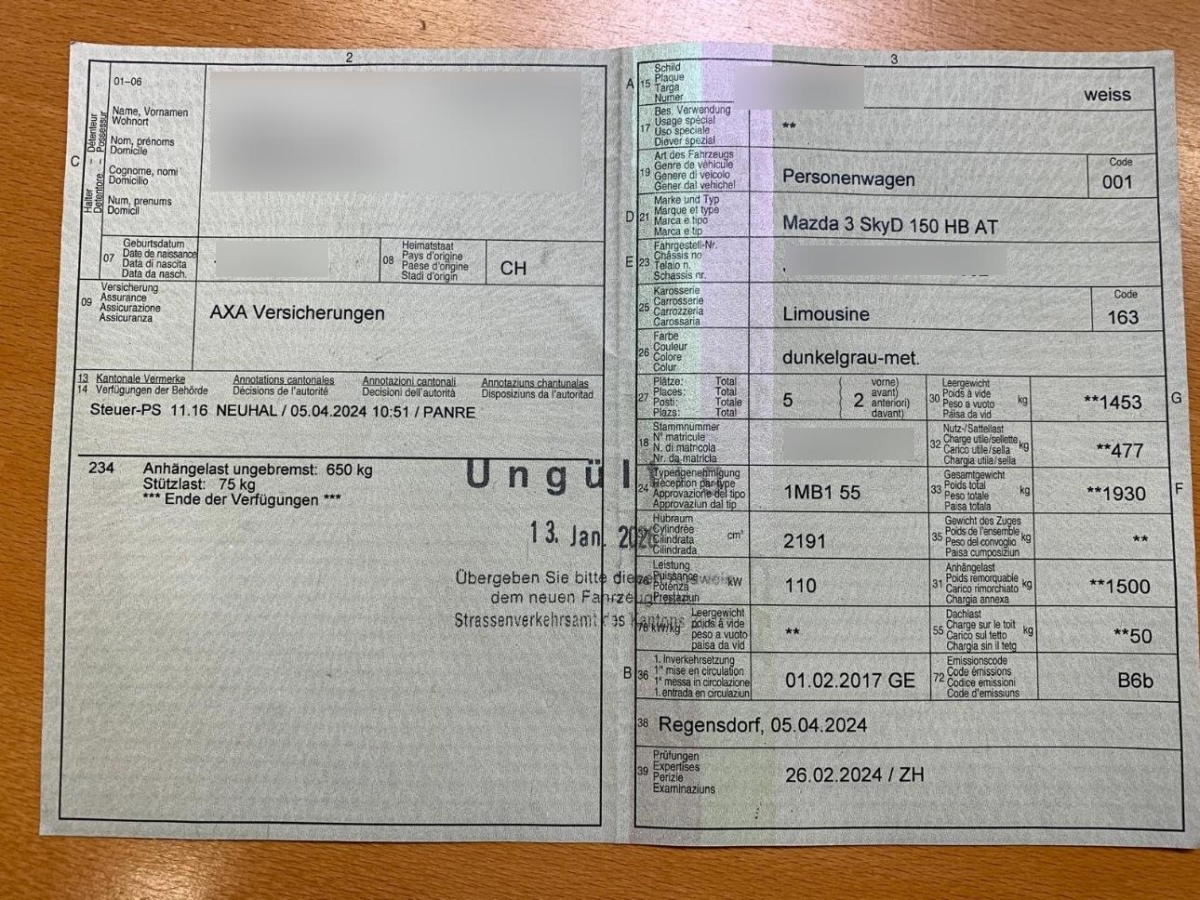 2
01–06
Halter – Détenteur
Detentore – Possessur
C
Name, Vornamen
Wohnort
Nom, prénoms
Domicile
Cognome, nomi
Domicilio
Num, prenums
Domicil
07
Geburtsdatum
Date de naissance
Data di nascita
Data da nasch.
08
Heimatstaat
Pays d'origine
Paese d'origine
Stadi d'origin
CH
09
Versicherung
Assurance
Assicurazione
Assicuranza
AXA Versicherungen
13 Kantonale Vermerke Annotations cantonales Annotazioni cantonali Annotaziuns chantunalas
14 Verfügungen der Behörde Décisions de l'autorité Decisioni dell'autorità Disposiziuns da l'autoritad
Steuer-PS 11.16 NEUHAL / 05.04.2024 10:51 / PANRE
234 Anhängelast ungebremst: 650 kg
Stützlast: 75 kg
*** Ende der Verfügungen ***
13. Jan.
Übergeben Sie bitte
dem neuen
Strassenverkehrsamt des Kantons
3
A 15
Schild
Plaque
Targa
Numer
weiss
17
Bes. Verwendung
Usage spécial
Uso speciale
Diever spezial
**
19
Art des Fahrzeugs
Genre de véhicule
Genere di veicolo
Gener dal vehichel
Personenwagen
Code
001
D 21
Marke und Typ
Marque et type
Marca e tipo
Marca e tip
Mazda 3 SkyD 150 HB AT
E 23
Fahrgestell-Nr.
Châssis no
Telaio n.
Schassis nr.
25
Karosserie
Carrosserie
Carrozzeria
Carossaria
Limousine
Code
163
26
Farbe
Couleur
Colore
Colur
dunkelgrau-met.
27
Plätze: Total
Places: Total
Posti: Totale
Plazs: Total
5
2
vorne)
avant)
anteriori)
davant)
30
Leergewicht
Poids à vide
Peso a vuoto
Paisa da vid
kg
**1453
G
18
Stammnummer
N° matricule
N. di matricola
Nr. da matricla
32
Nutz-/Sattellast
Charge utile/sellette
Carico utile/sella
Chargia utila/sella
kg
**477
24
Typengenehmigung
Réception par type
Approvazione del tipo
Approvaziun dal tip
1MB1 55
33
Gesamtgewicht
Poids total
Peso totale
Paisa totala
kg
**1930
F
Hubraum
Cylindrée
Cilindrata
Cilindrada
cm³
2191
35
Gewicht des Zuges
Poids de l'ensemble
Peso del convoglio
Paisa cumposiziun
kg
**
76
Leistung
Puissance
Potenza
Prestaziun
kW
110
31
Anhängelast
Poids remorquable
Carico rimorchiato
Chargia annexa
kg
**1500
78 kW/kg
Leergewicht
poids à vide
peso a vuoto
paisa da vid
**
55
Dachlast
Charge sur le toit
Carico sul tetto
Chargia sin il tetg
kg
**50
B 36
1. Inverkehrsetzung
1re mise en circulation
1a messa in circolazione
1. entrada en circulaziun
01.02.2017 GE
72
Emissionscode
Code émissions
Codice emissioni
Code d'emissiuns
B6b
38 Regensdorf, 05.04.2024
39
Prüfungen
Expertises
Perizie
Examinaziuns
26.02.2024 / ZH